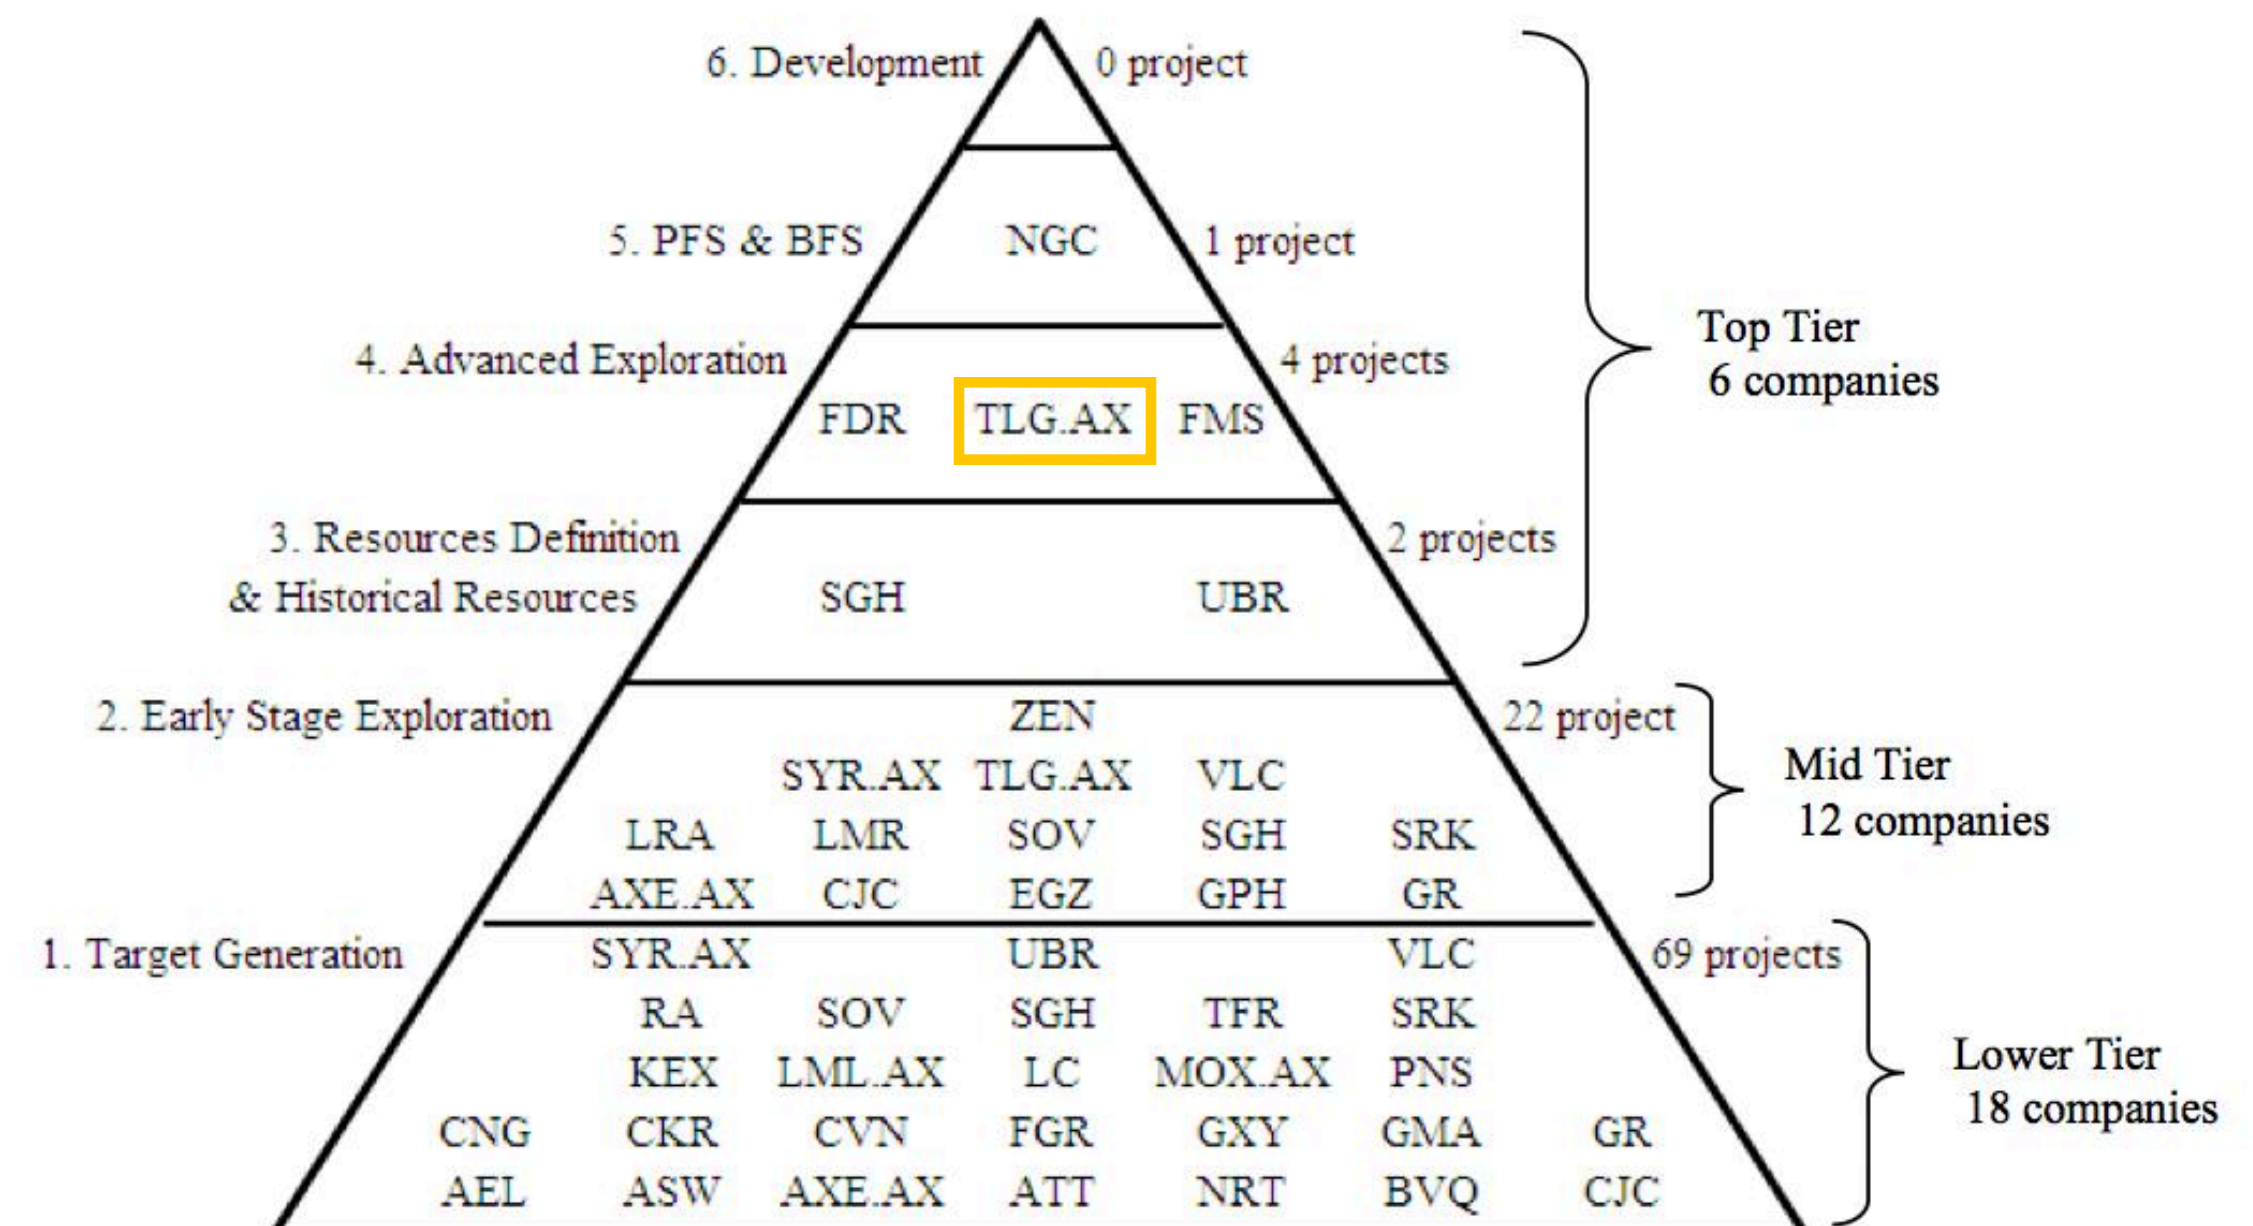 6. Development 0 project
5. PFS & BFS NGC 1 project
Top Tier
6 companies
4. Advanced Exploration 4 projects
FDR TLG.AX FMS
3. Resources Definition 2 projects
& Historical Resources SGH UBR
2. Early Stage Exploration ZEN 22 project
SYR.AX TLG.AX VLC
Mid Tier
12 companies
LRA LMR SOV SGH SRK
AXE.AX CJC EGZ GPH GR
1. Target Generation SYR.AX UBR VLC 69 projects
RA SOV SGH TFR SRK
Lower Tier
18 companies
KEX LML.AX LC MOX.AX PNS
CNG CKR CVN FGR GXY GMA GR
AEL ASW AXE.AX ATT NRT BVQ CJC